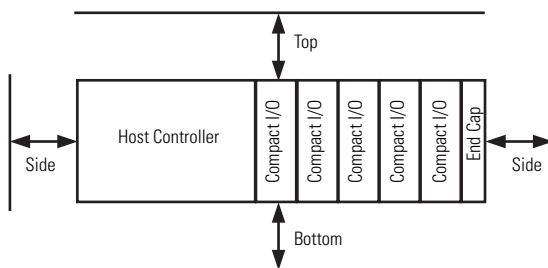 Top
Host Controller
Compact I/O
Compact I/O
Compact I/O
Compact I/O
Compact I/O
End Cap
Side
Side
Bottom